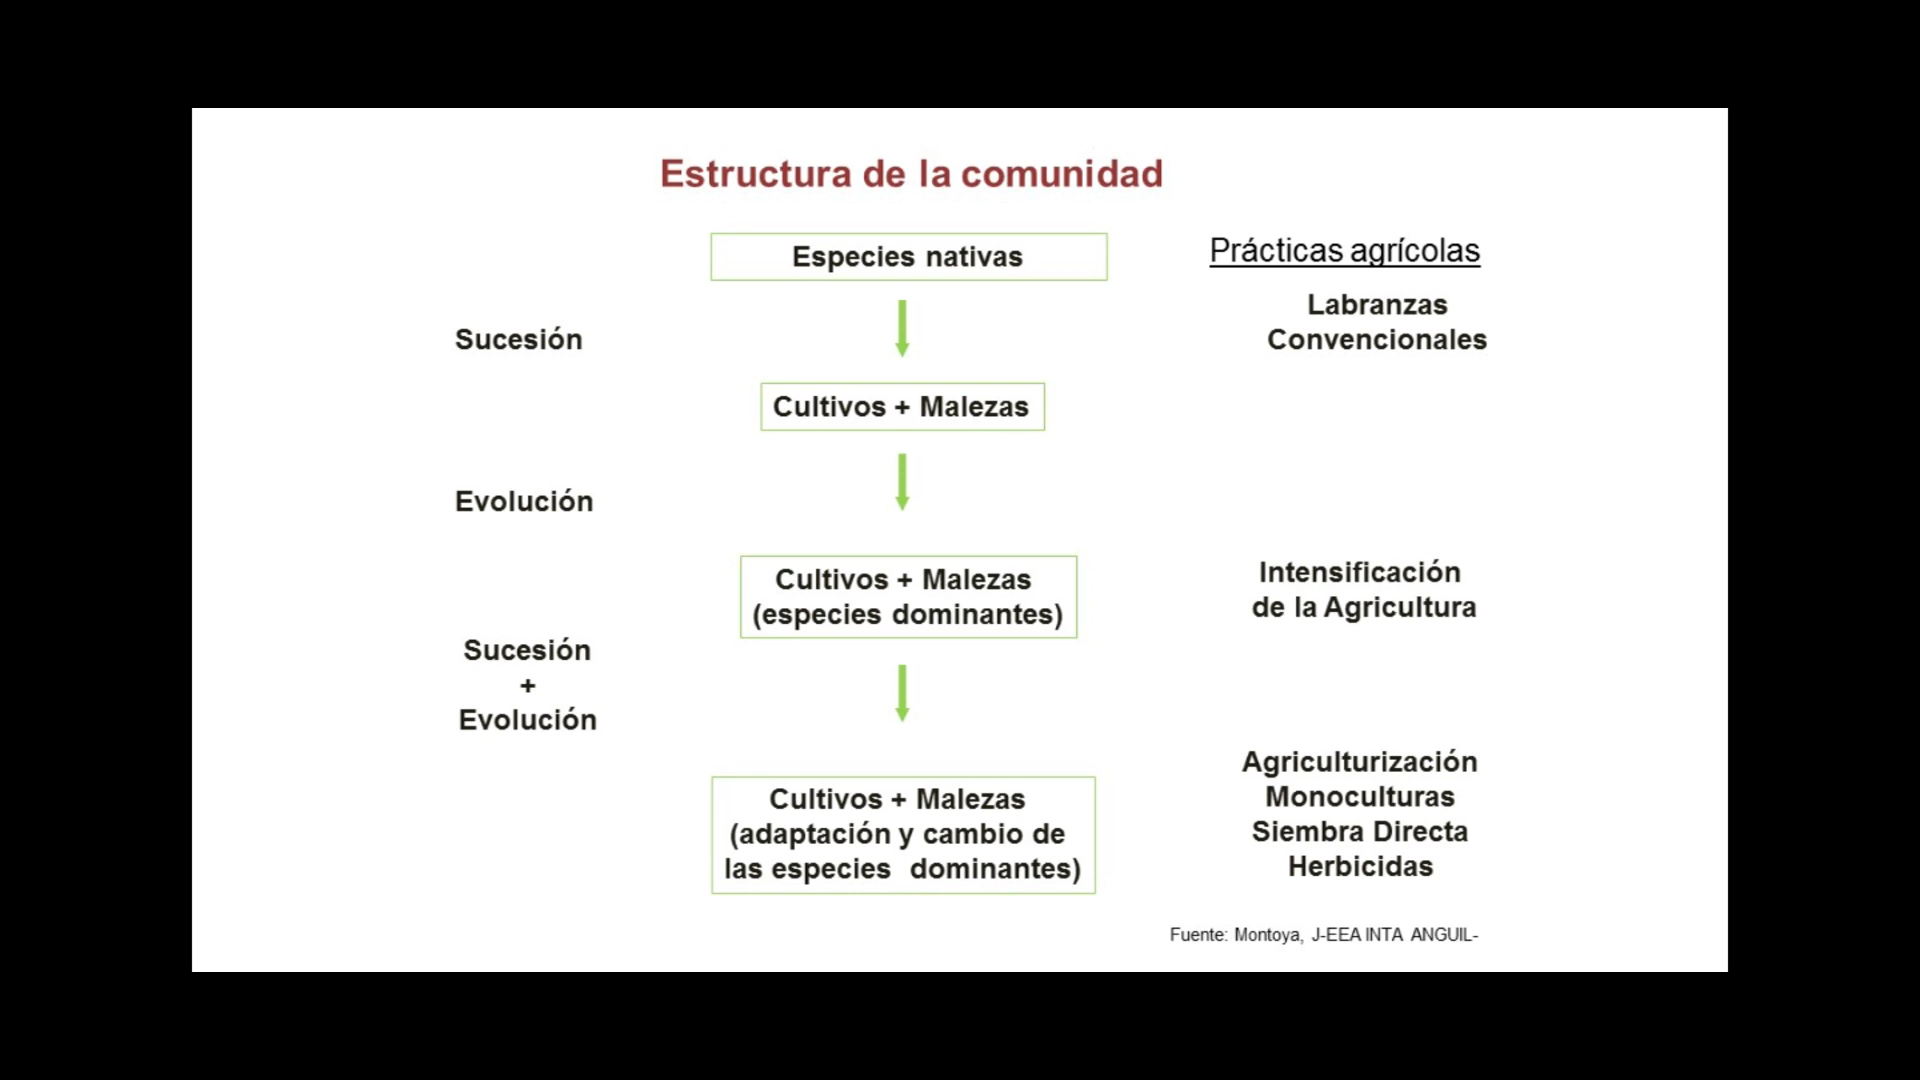 Estructura de la comunidad
Especies nativas
Prácticas agrícolas
Labranzas
Convencionales
Sucesión
Cultivos + Malezas
Evolución
Cultivos + Malezas
(especies dominantes)
Intensificación
de la Agricultura
Sucesión
+
Evolución
Cultivos + Malezas
(adaptación y cambio de
las especies dominantes)
Agriculturización
Monoculturas
Siembra Directa
Herbicidas
Fuente: Montoya, J-EEA INTA ANGUIL-